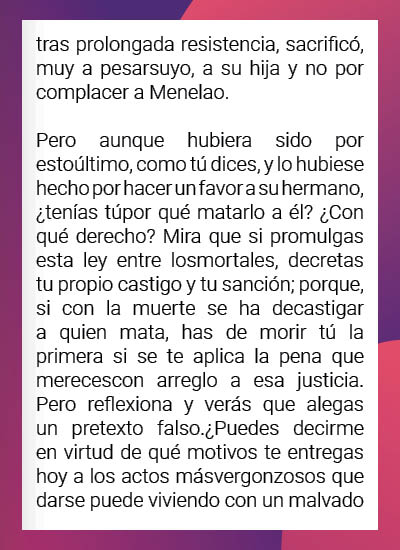 tras prolongada resistencia, sacrificó,
muy a pesarsuyo, a su hija y no por
complacer a Menelao.
Pero aunque hubiera sido por
estoúltimo, como tú dices, y lo hubiese
hecho por hacer un favor a su hermano,
¿tenías túpor qué matarlo a él? ¿Con
qué derecho? Mira que si promulgas
esta ley entre losmortales, decretas
tu propio castigo y tu sanción; porque,
si con la muerte se ha decastigar
a quien mata, has de morir tú la
primera si se te aplica la pena que
merecescon arreglo a esa justicia.
Pero reflexiona y verás que alegas
un pretexto falso.¿Puedes decirme
en virtud de qué motivos te entregas
hoy a los actos másvergonzosos que
darse puede viviendo con un malvado